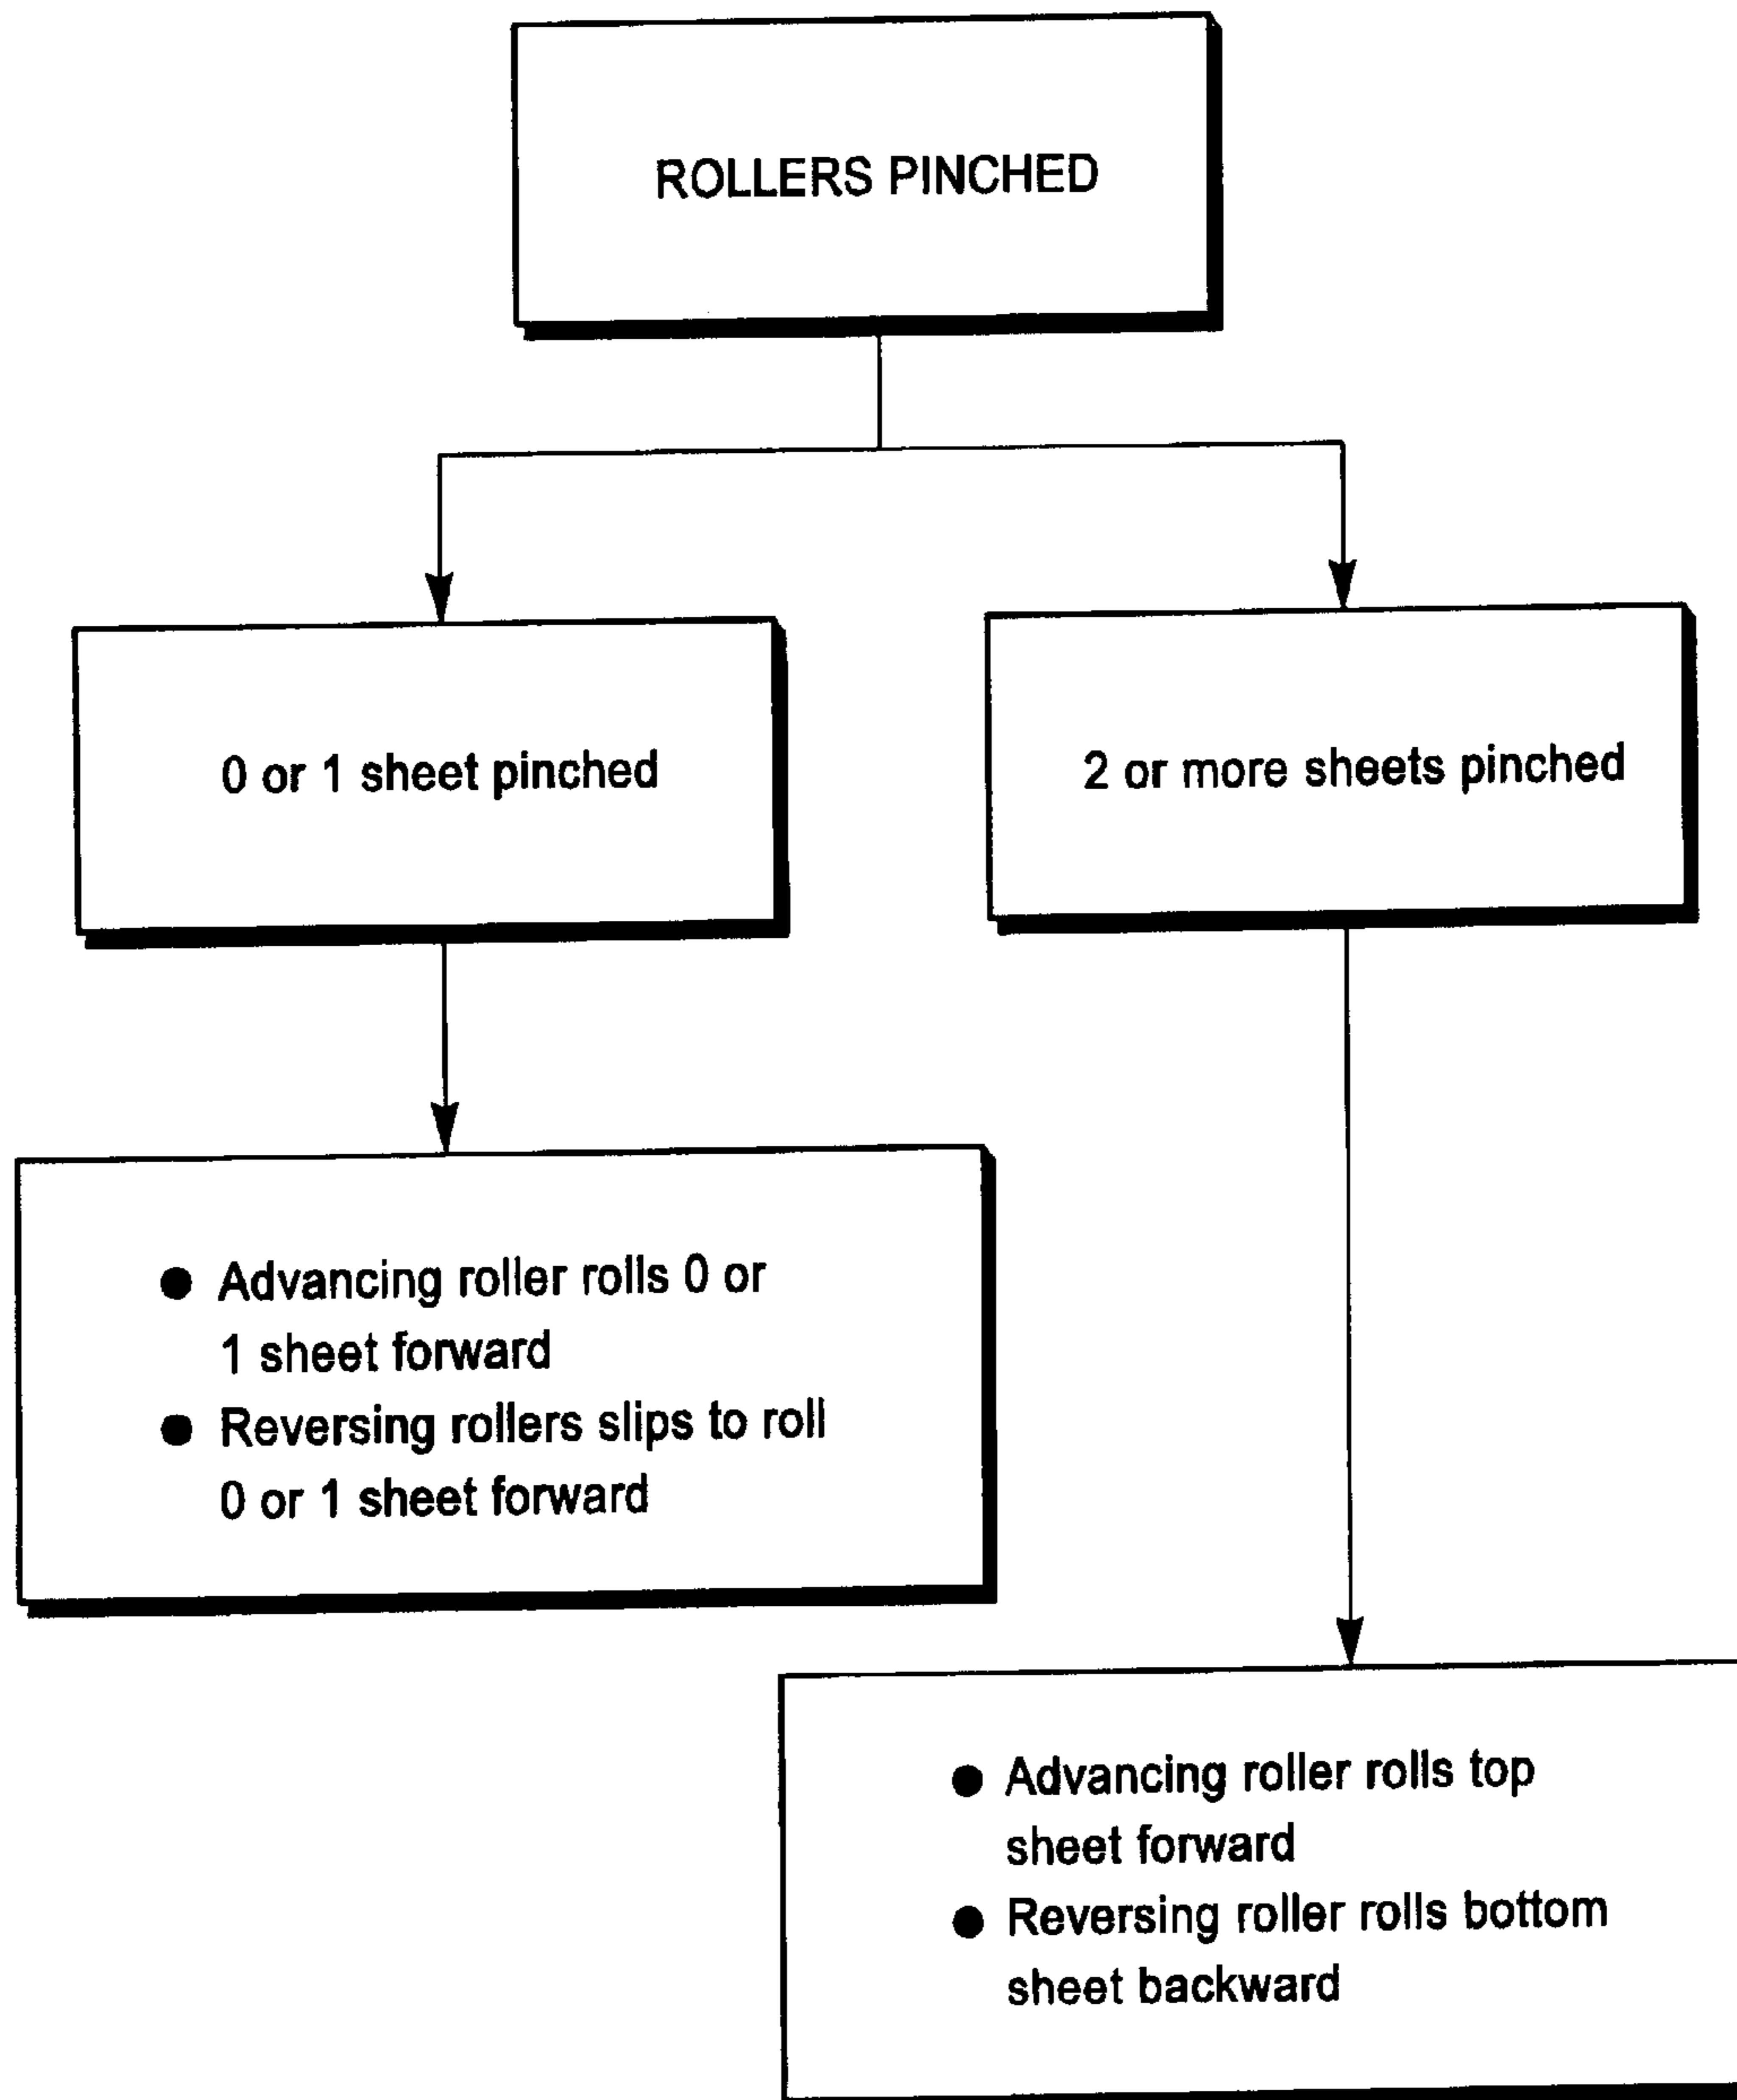 ROLLERS PINCHED
0 or 1 sheet pinched
2 or more sheets pinched
● Advancing roller rolls 0 or
1 sheet forward
● Reversing rollers slips to roll
0 or 1 sheet forward
● Advancing roller rolls top
sheet forward
● Reversing roller rolls bottom
sheet backward